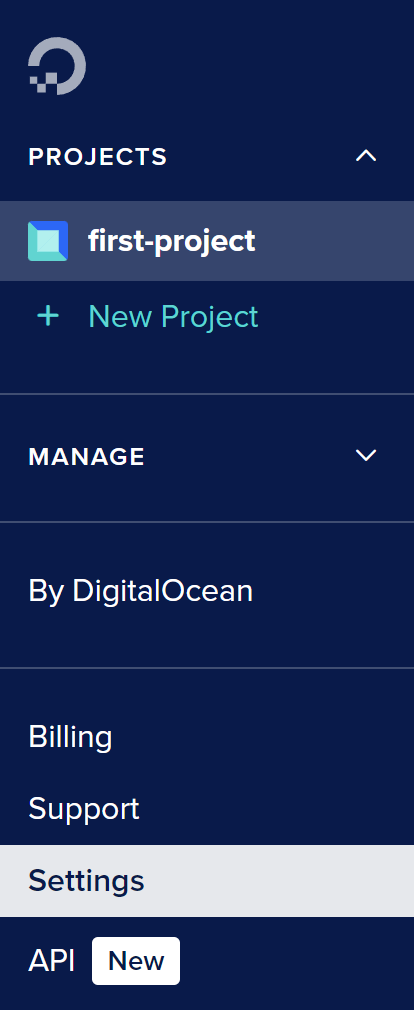 PROJECTS
first-project
+ New Project
MANAGE
By DigitalOcean
Billing
Support
Settings
API New